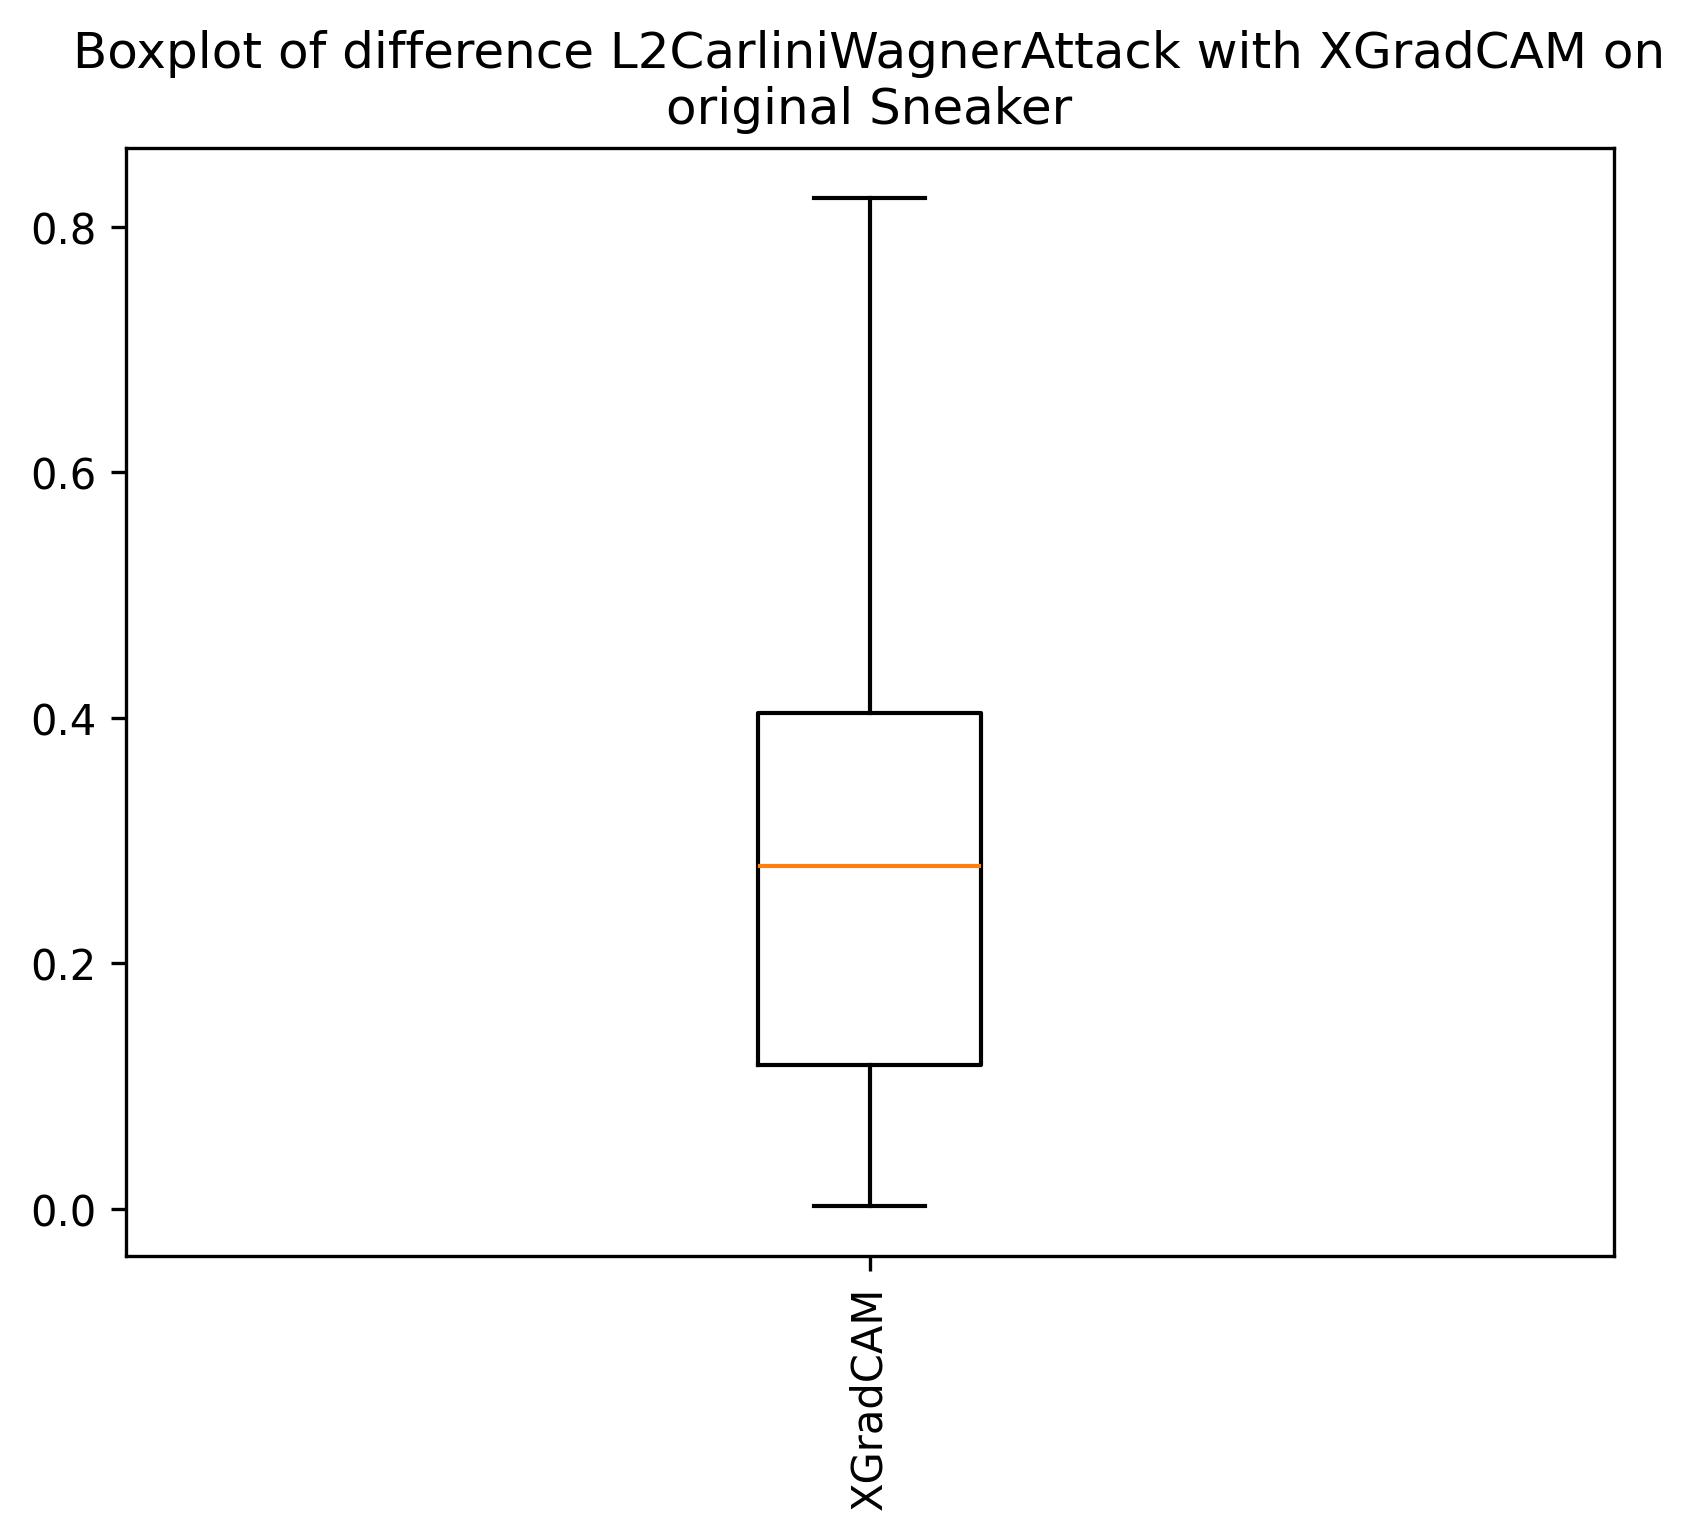 Boxplot of difference L2CarliniWagnerAttack with XGradCAM on
original Sneaker
0.8
0.6
0.4
0.2
0.0
XGradCAM